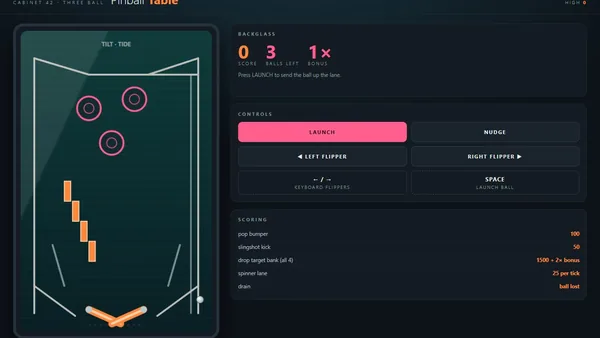 CABINET 42 · THREE BALL
Pinball Table
HIGH 0
TILT · TIDE
BACKGLASS
0 3 1×
SCORE BALLS LEFT BONUS
Press LAUNCH to send the ball up the lane.
CONTROLS
LAUNCH
NUDGE
◀ LEFT FLIPPER
RIGHT FLIPPER ▶
← / →
KEYBOARD FLIPPERS
SPACE
LAUNCH BALL
SCORING
pop bumper 100
slingshot kick 50
drop target bank (all 4) 1500 + 2× bonus
spinner lane 25 per tick
drain ball lost